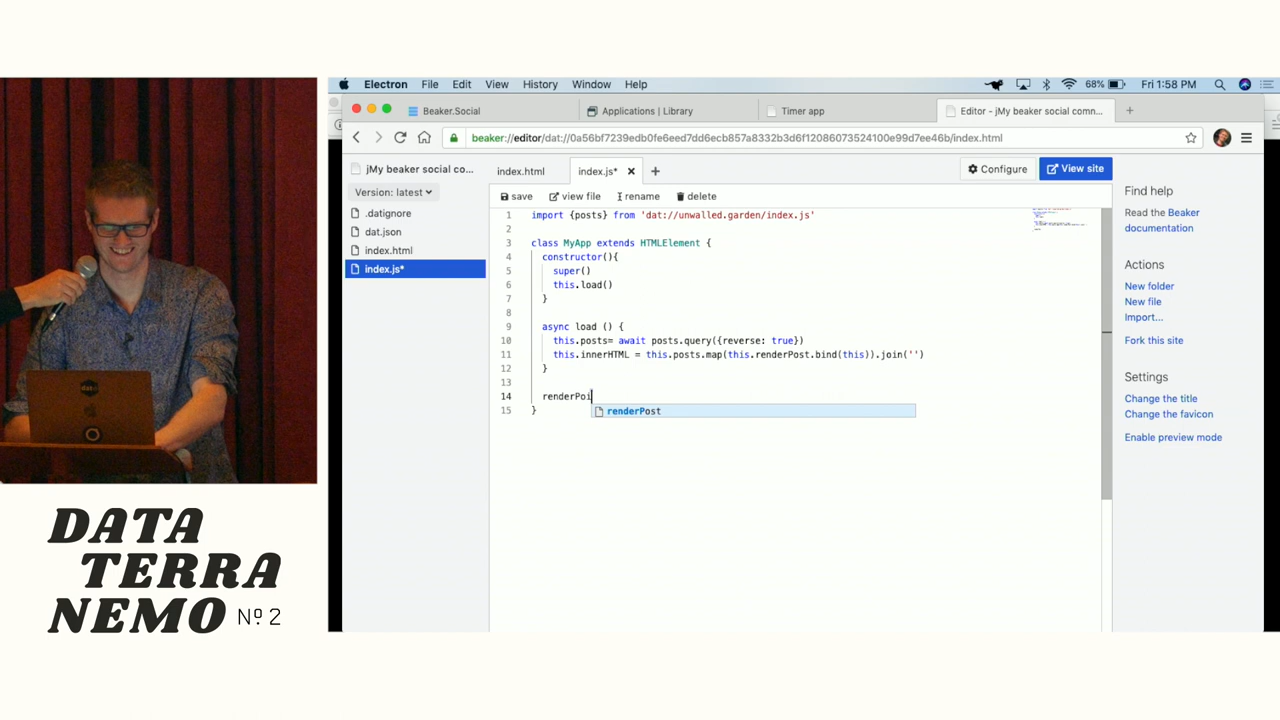 Electron File Edit View History Window Help 68% Fri 1:58 PM
Beaker.Social Applications | Library Timer app Editor - jMy beaker social comn...
beaker://editor/dat://0a56bf7239edb0fe6eed7dd6ecb857a8332b3d6f12086073524100e99d7ee46b/index.html
jMy beaker social co... index.html index.js* Configure View site
Version: latest
save view file rename delete
.datignore
dat.json
index.html
index.js*
1 import {posts} from 'dat://unwalled.garden/index.js'
2
3 class MyApp extends HTMLElement {
4 constructor(){
5 super()
6 this.load()
7 }
8
9 async load () {
10 this.posts= await posts.query({reverse: true})
11 this.innerHTML = this.posts.map(this.renderPost.bind(this)).join('')
12 }
13
14 renderPoi
15 }
renderPost
Find help
Read the Beaker
documentation
Actions
New folder
New file
Import...
Fork this site
Settings
Change the title
Change the favicon
Enable preview mode
DATA
TERRA
NEMO Nº 2